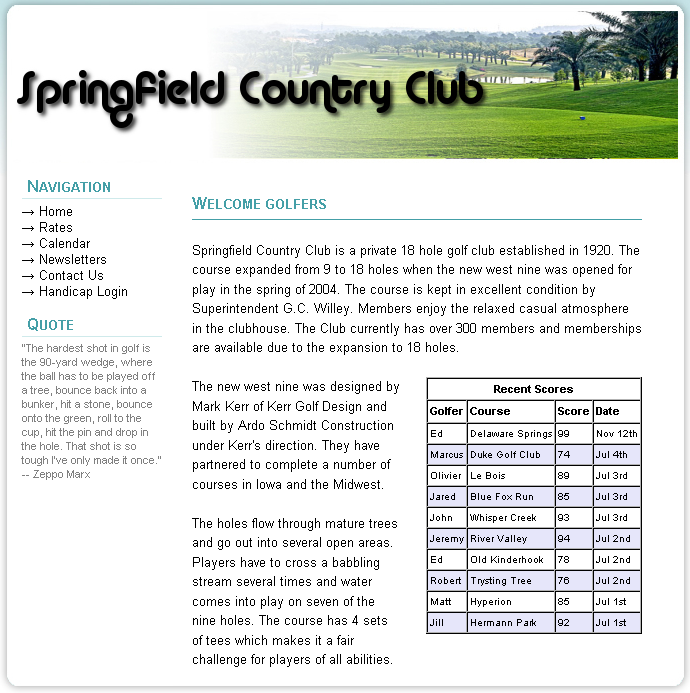 Springfield Country Club
NAVIGATION
→ Home
→ Rates
→ Calendar
→ Newsletters
→ Contact Us
→ Handicap Login
QUOTE
"The hardest shot in golf is
the 90-yard wedge, where
the ball has to be played off
a tree, bounce back into a
bunker, hit a stone, bounce
onto the green, roll to the
cup, hit the pin and drop in
the hole. That shot is so
tough I've only made it once."
-- Zeppo Marx
WELCOME GOLFERS
Springfield Country Club is a private 18 hole golf club established in 1920. The
course expanded from 9 to 18 holes when the new west nine was opened for
play in the spring of 2004. The course is kept in excellent condition by
Superintendent G.C. Willey. Members enjoy the relaxed casual atmosphere
in the clubhouse. The Club currently has over 300 members and memberships
are available due to the expansion to 18 holes.
The new west nine was designed by
Mark Kerr of Kerr Golf Design and
built by Ardo Schmidt Construction
under Kerr's direction. They have
partnered to complete a number of
courses in Iowa and the Midwest.
The holes flow through mature trees
and go out into several open areas.
Players have to cross a babbling
stream several times and water
comes into play on seven of the
nine holes. The course has 4 sets
of tees which makes it a fair
challenge for players of all abilities.
Recent Scores
Golfer Course Score Date
Ed Delaware Springs 99 Nov 12th
Marcus Duke Golf Club 74 Jul 4th
Olivier Le Bois 89 Jul 3rd
Jared Blue Fox Run 85 Jul 3rd
John Whisper Creek 93 Jul 3rd
Jeremy River Valley 94 Jul 2nd
Ed Old Kinderhook 78 Jul 2nd
Robert Trysting Tree 76 Jul 2nd
Matt Hyperion 85 Jul 1st
Jill Hermann Park 92 Jul 1st